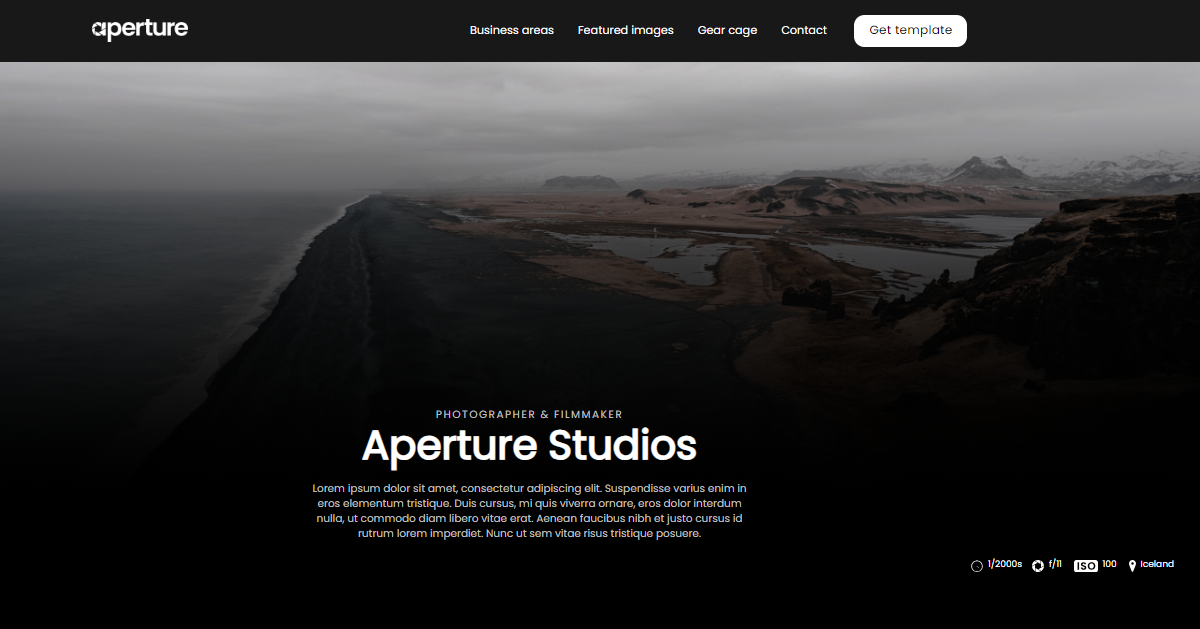 aperture
Business areas Featured images Gear cage Contact Get template
PHOTOGRAPHER & FILMMAKER
Aperture Studios
Lorem ipsum dolor sit amet, consectetur adipiscing elit. Suspendisse varius enim in
eros elementum tristique. Duis cursus, mi quis viverra ornare, eros dolor interdum
nulla, ut commodo diam libero vitae erat. Aenean faucibus nibh et justo cursus id
rutrum lorem imperdiet. Nunc ut sem vitae risus tristique posuere.
1/2000s f/11 ISO 100 Iceland